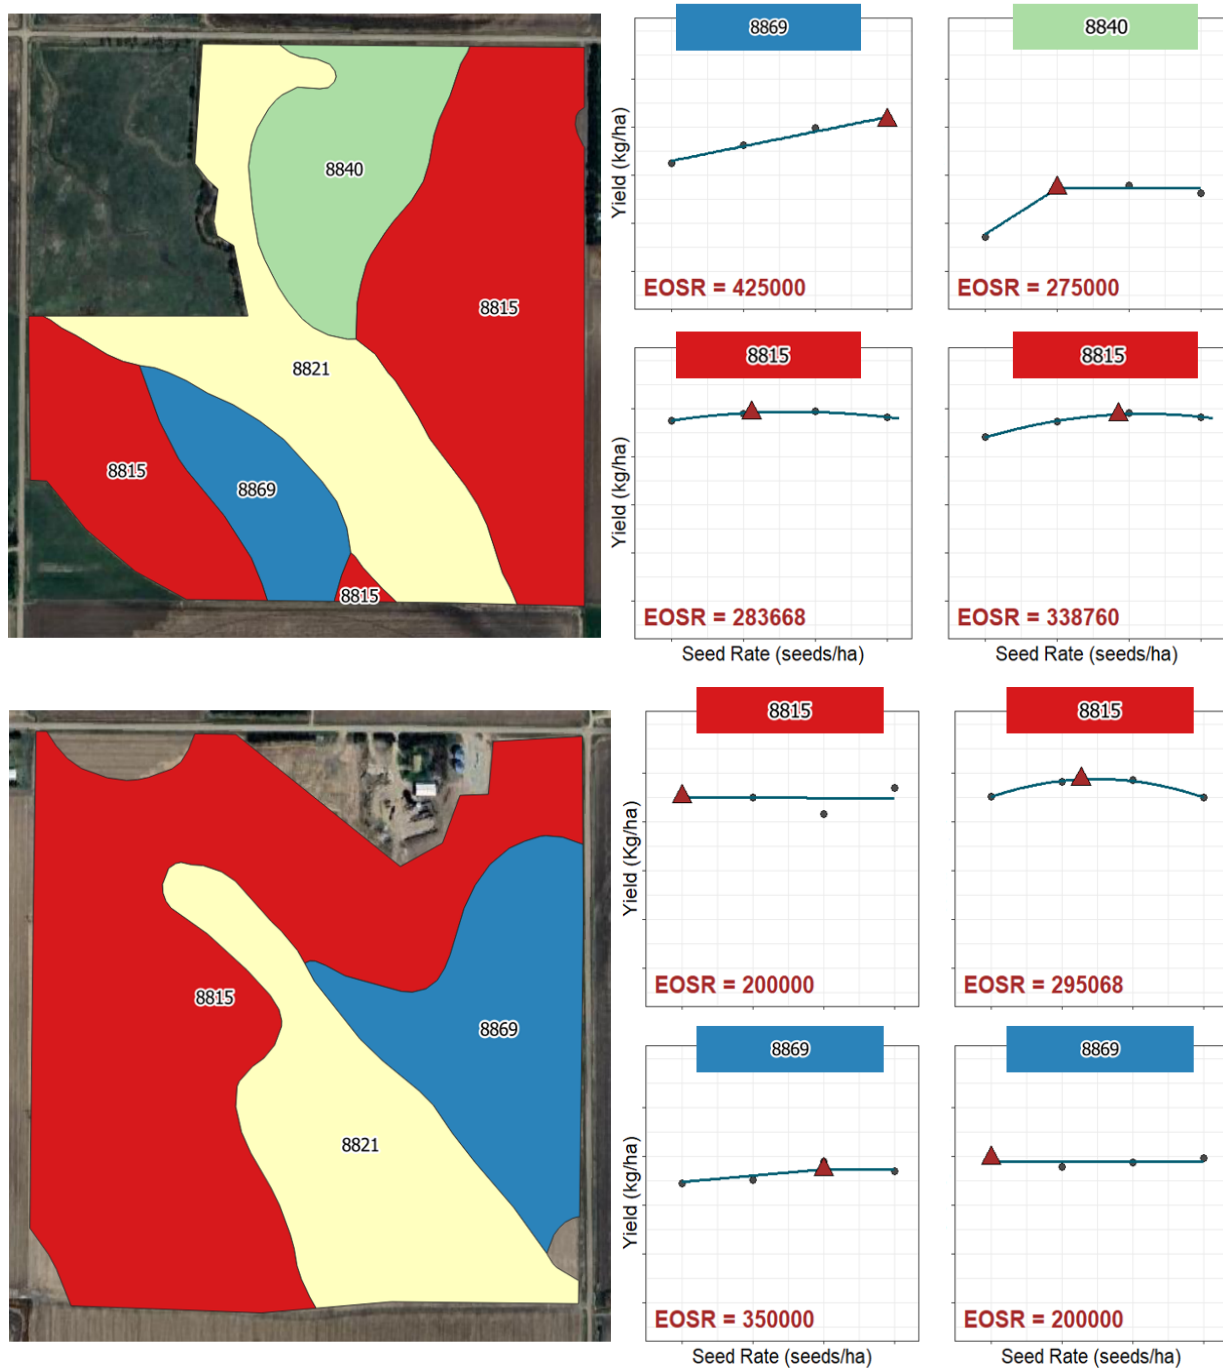 8840
8815
8821
8815
8869
8815
8869
Yield (kg/ha)
EOSR = 425000
8840
EOSR = 275000
8815
Yield (kg/ha)
EOSR = 283668
Seed Rate (seeds/ha)
8815
EOSR = 338760
Seed Rate (seeds/ha)
8815
8869
8821
8815
Yield (Kg/ha)
EOSR = 200000
8815
EOSR = 295068
8869
Yield (kg/ha)
EOSR = 350000
Seed Rate (seeds/ha)
8869
EOSR = 200000
Seed Rate (seeds/ha)